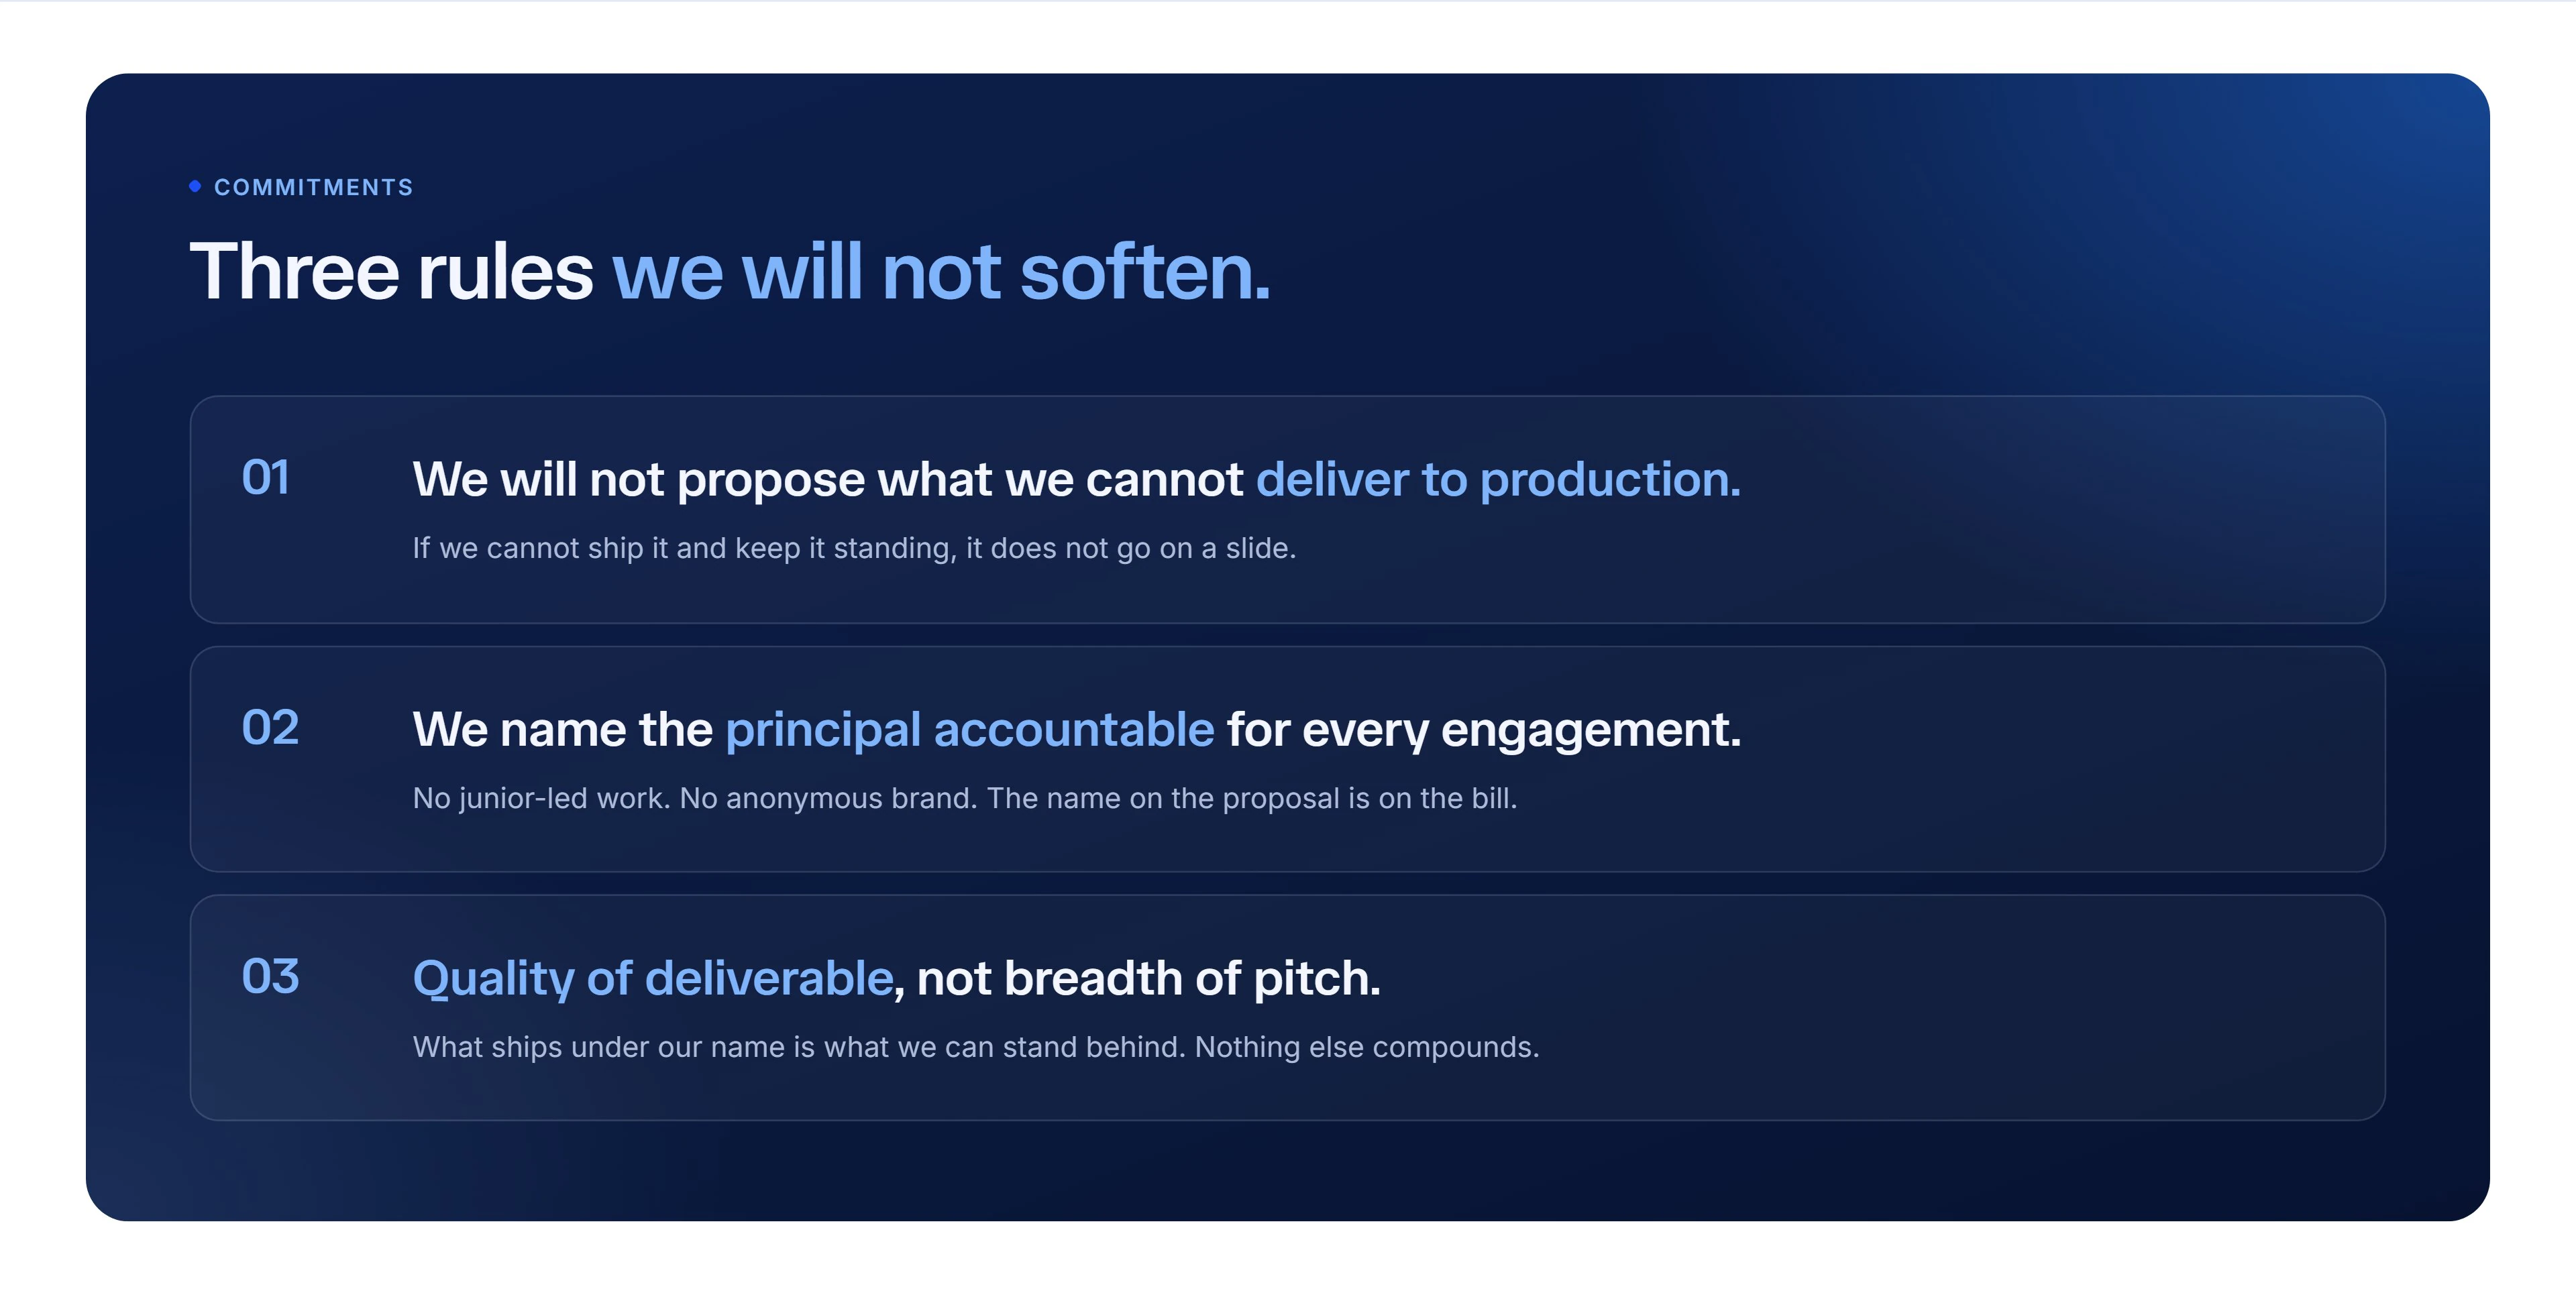 COMMITMENTS
Three rules we will not soften.
01
We will not propose what we cannot deliver to production.
If we cannot ship it and keep it standing, it does not go on a slide.
02
We name the principal accountable for every engagement.
No junior-led work. No anonymous brand. The name on the proposal is on the bill.
03
Quality of deliverable, not breadth of pitch.
What ships under our name is what we can stand behind. Nothing else compounds.